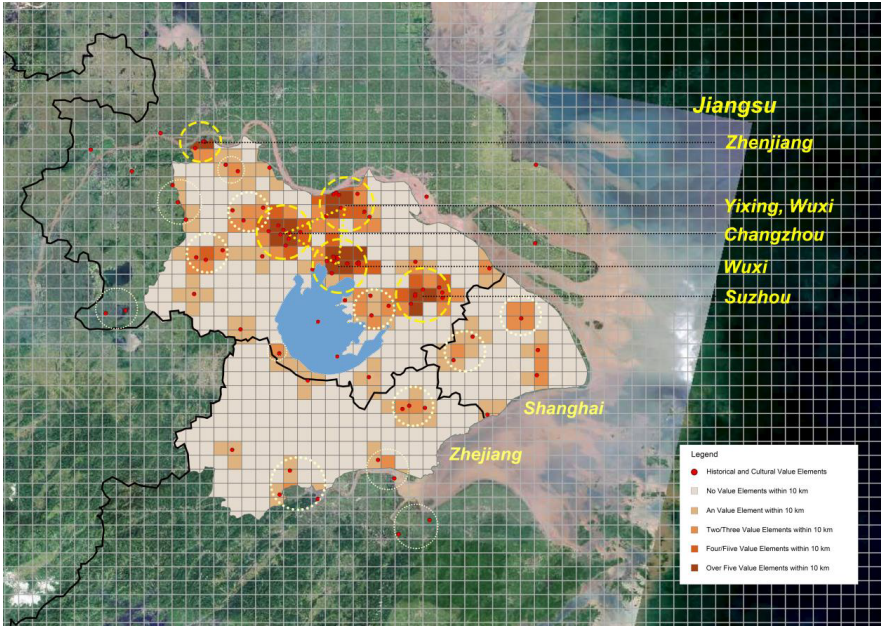 Jiangsu
Zhenjiang
Yixing, Wuxi
Changzhou
Wuxi
Suzhou
Shanghai
Zhejiang
Legend
Historical and Cultural Value Elements
No Value Elements within 10 km
An Value Element within 10 km
Two/Three Value Elements within 10 km
Four/Fiive Value Elements within 10 km
Over Five Value Elements within 10 km